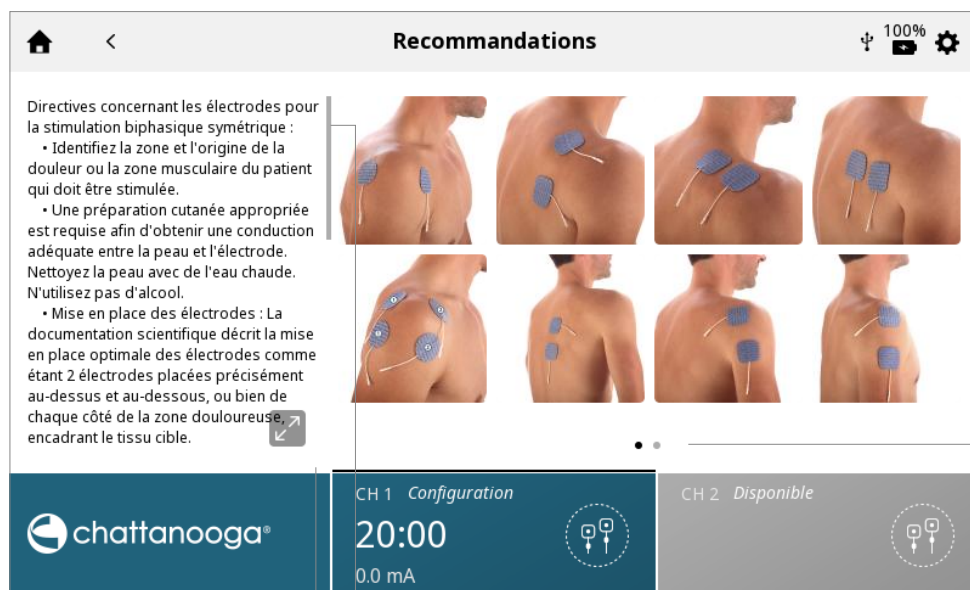 Recommandations
100%
Directives concernant les électrodes pour
la stimulation biphasique symétrique :
• Identifiez la zone et l'origine de la
douleur ou la zone musculaire du patient
qui doit être stimulée.
• Une préparation cutanée appropriée
est requise afin d'obtenir une conduction
adéquate entre la peau et l'électrode.
Nettoyez la peau avec de l'eau chaude.
N'utilisez pas d'alcool.
• Mise en place des électrodes : La
documentation scientifique décrit la mise
en place optimale des électrodes comme
étant 2 électrodes placées précisément
au-dessus et au-dessous, ou bien de
chaque côté de la zone douloureuse,
encadrant le tissu cible.
chattanooga®
CH 1 Configuration
20:00
0.0 mA
CH 2 Disponible